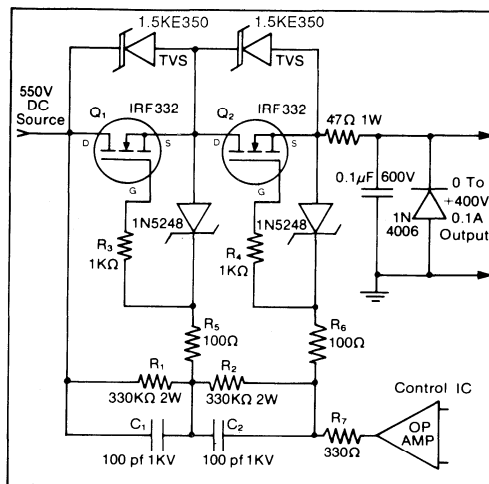 1.5KE350 1.5KE350
TVS TVS
550V
DC
Source
Q₁ IRF332 Q₂ IRF332
D S D S
G G
47Ω 1W
0.1µF 600V
1N
4006
0 To
+400V
0.1A
Output
1N5248 1N5248
R₃
1KΩ
R₄
1KΩ
R₅
100Ω
R₆
100Ω
R₁
330KΩ 2W
R₂
330KΩ 2W
C₁
100 pf 1KV
C₂
100 pf 1KV
R₇
330Ω
Control IC
OP
AMP